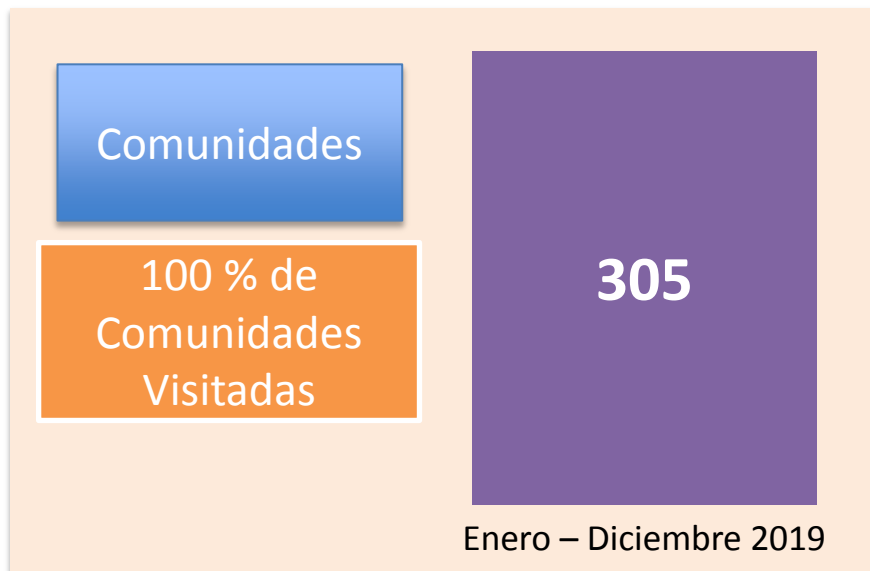 Comunidades
100 % de
Comunidades
Visitadas
305
Enero – Diciembre 2019